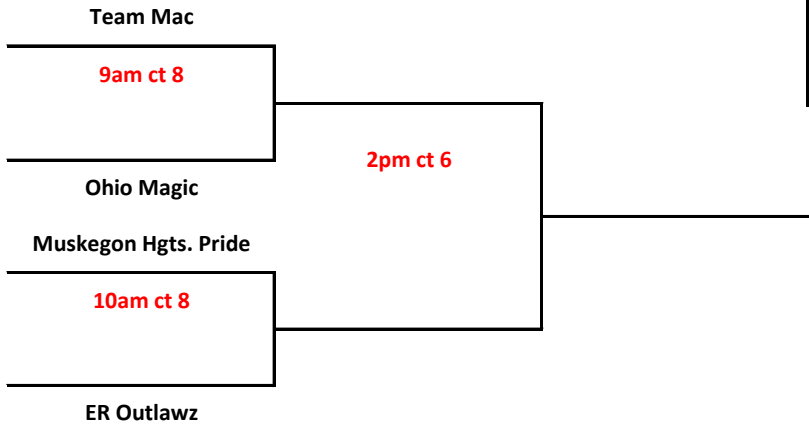 Team Mac
9am ct 8
2pm ct 6
Ohio Magic
Muskegon Hgts. Pride
10am ct 8
ER Outlawz